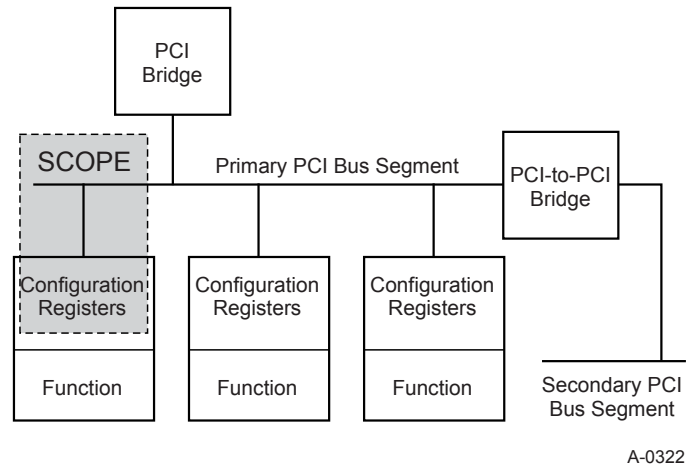 PCI
Bridge
SCOPE
Primary PCI Bus Segment
PCI-to-PCI
Bridge
Configuration
Registers
Configuration
Registers
Configuration
Registers
Function
Function
Function
Secondary PCI
Bus Segment
A-0322